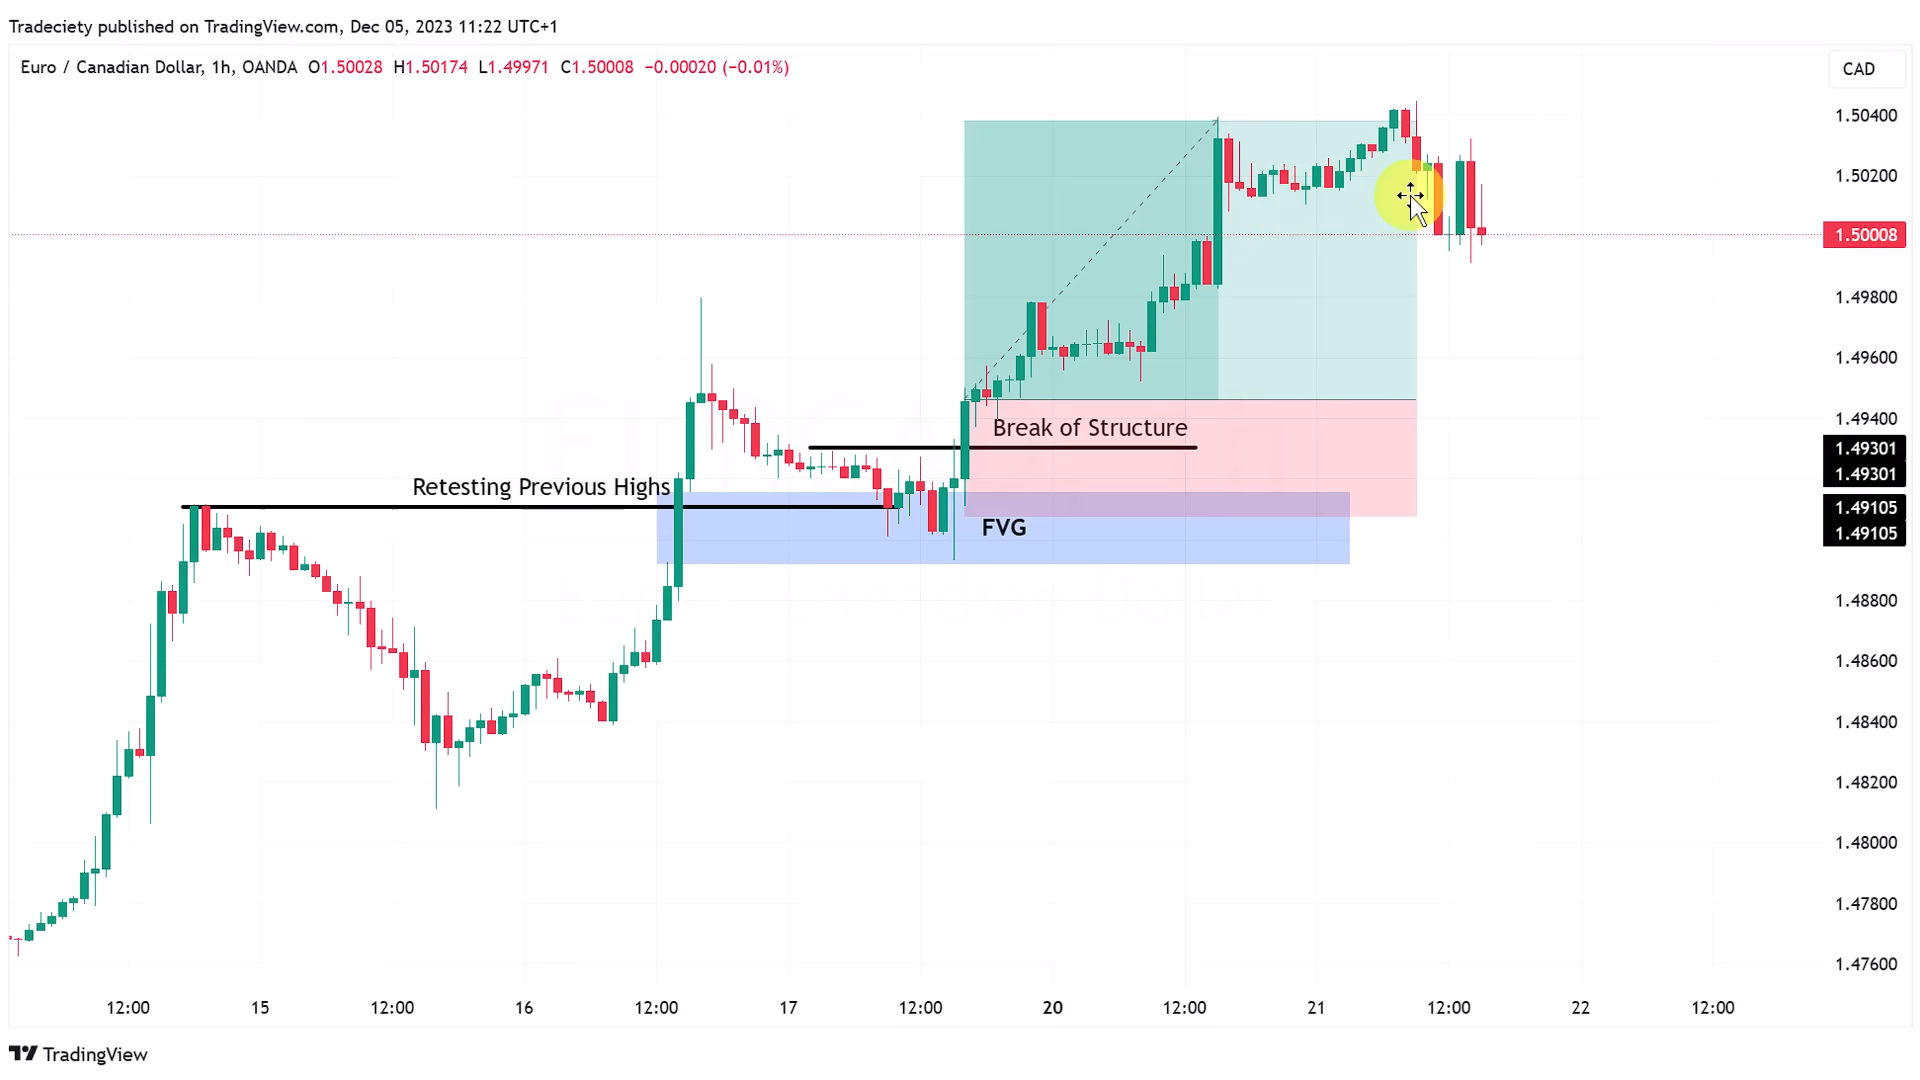 Tradeciety published on TradingView.com, Dec 05, 2023 11:22 UTC+1
Euro / Canadian Dollar, 1h, OANDA O1.50028 H1.50174 L1.49971 C1.50008 −0.00020 (−0.01%)
CAD
1.50400
1.50200
1.50008
1.49800
1.49600
1.49400
Break of Structure
1.49301
1.49301
Retesting Previous Highs
1.49105
FVG
1.49105
1.48800
1.48600
1.48400
1.48200
1.48000
1.47800
1.47600
12:00 15 12:00 16 12:00 17 12:00 20 12:00 21 12:00 22 12:00
TradingView